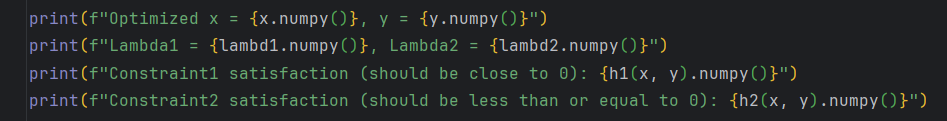 print(f"Optimized x = {x.numpy()}, y = {y.numpy()}")
print(f"Lambda1 = {lambd1.numpy()}, Lambda2 = {lambd2.numpy()}")
print(f"Constraint1 satisfaction (should be close to 0): {h1(x, y).numpy()}")
print(f"Constraint2 satisfaction (should be less than or equal to 0): {h2(x, y).numpy()}")